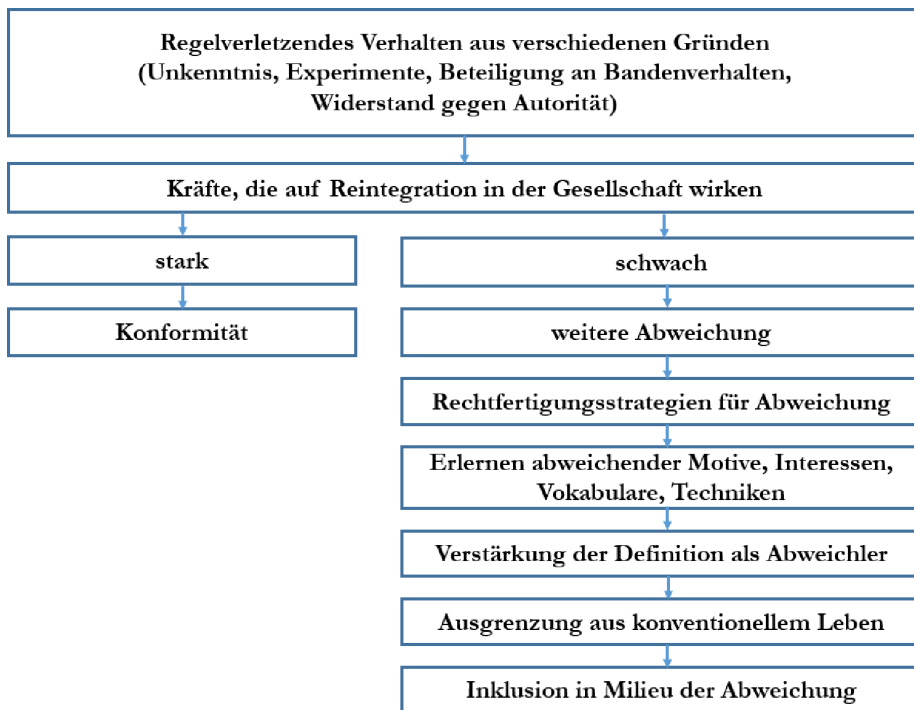 Regelverletzendes Verhalten aus verschiedenen Gründen
(Unkenntnis, Experimente, Beteiligung an Bandenverhalten,
Widerstand gegen Autorität)
Kräfte, die auf Reintegration in der Gesellschaft wirken
stark
schwach
Konformität
weitere Abweichung
Rechtfertigungsstrategien für Abweichung
Erlernen abweichender Motive, Interessen,
Vokabulare, Techniken
Verstärkung der Definition als Abweichler
Ausgrenzung aus konventionellem Leben
Inklusion in Milieu der Abweichung